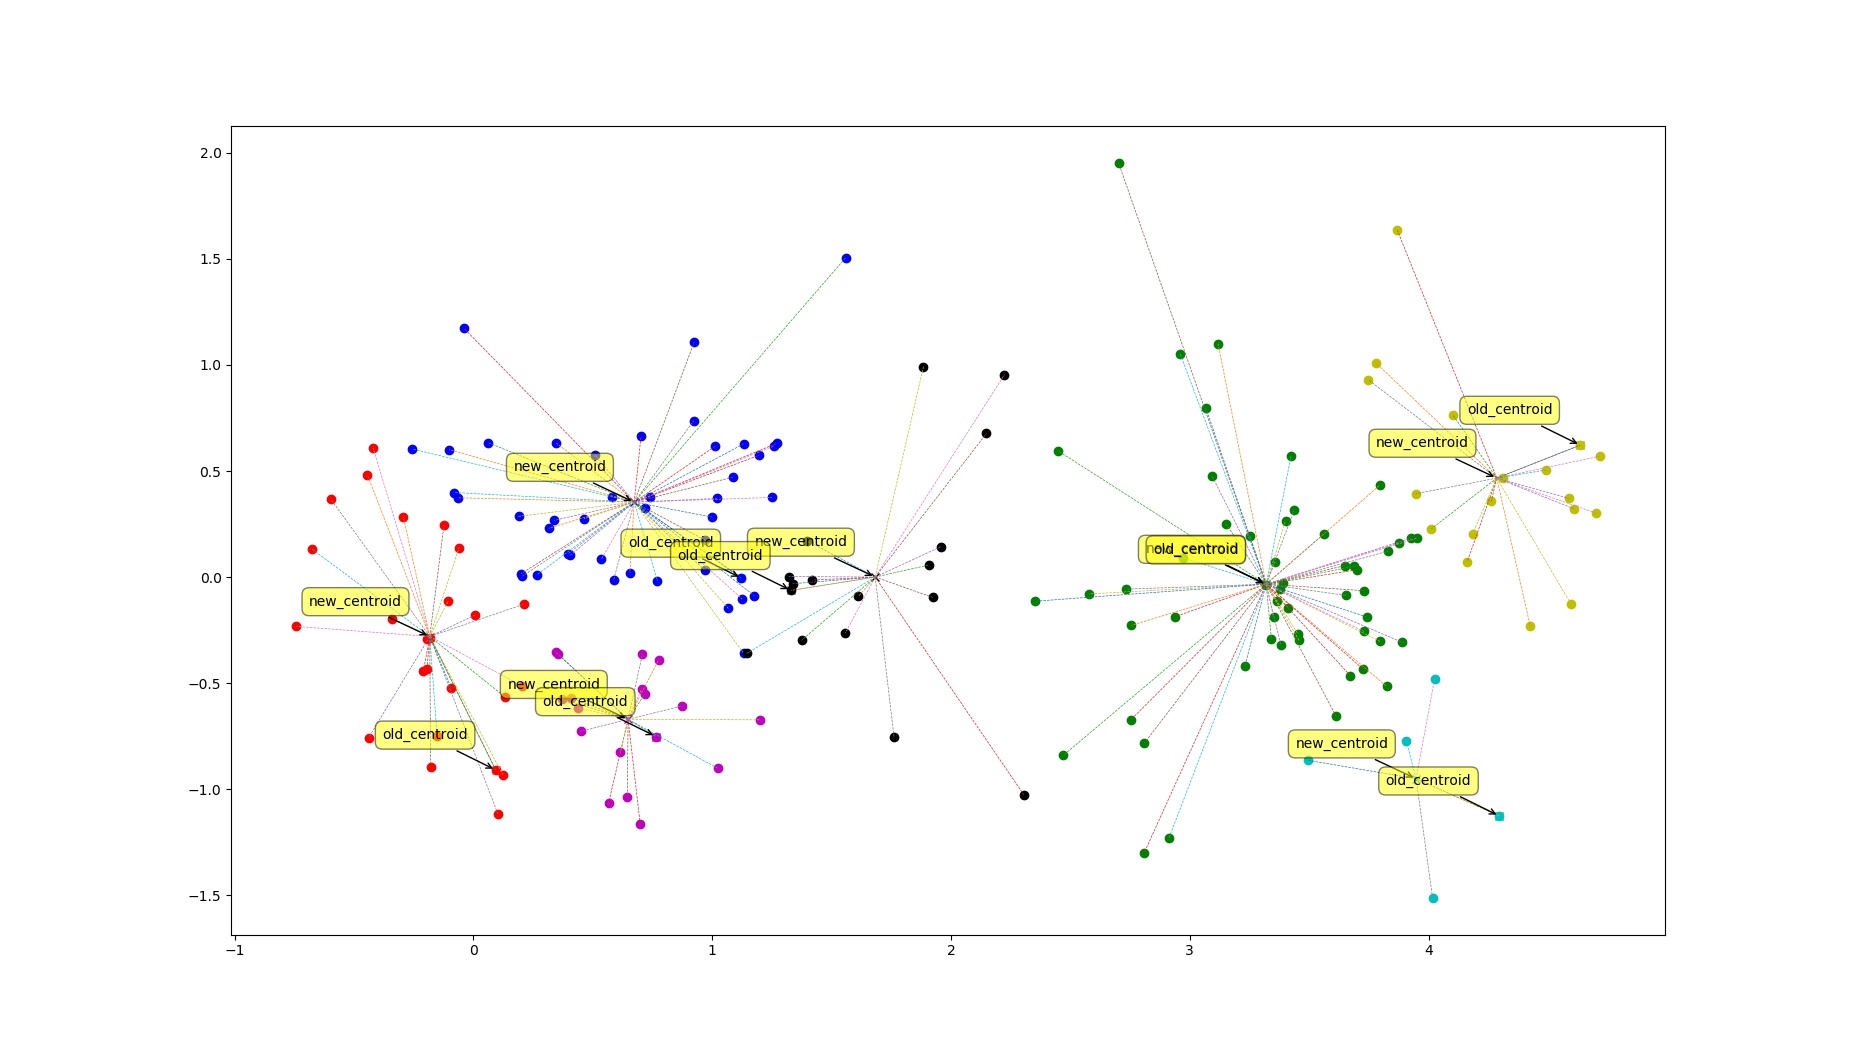 2.0
1.5
1.0
0.5
0.0
−0.5
−1.0
−1.5
−1
0
1
2
3
4
old_centroid
new_centroid
new_centroid
old_centroid
new_centroid
old_centroid
old_centroid
new_centroid
new_centroid
old_centroid
old_centroid
new_centroid
old_centroid